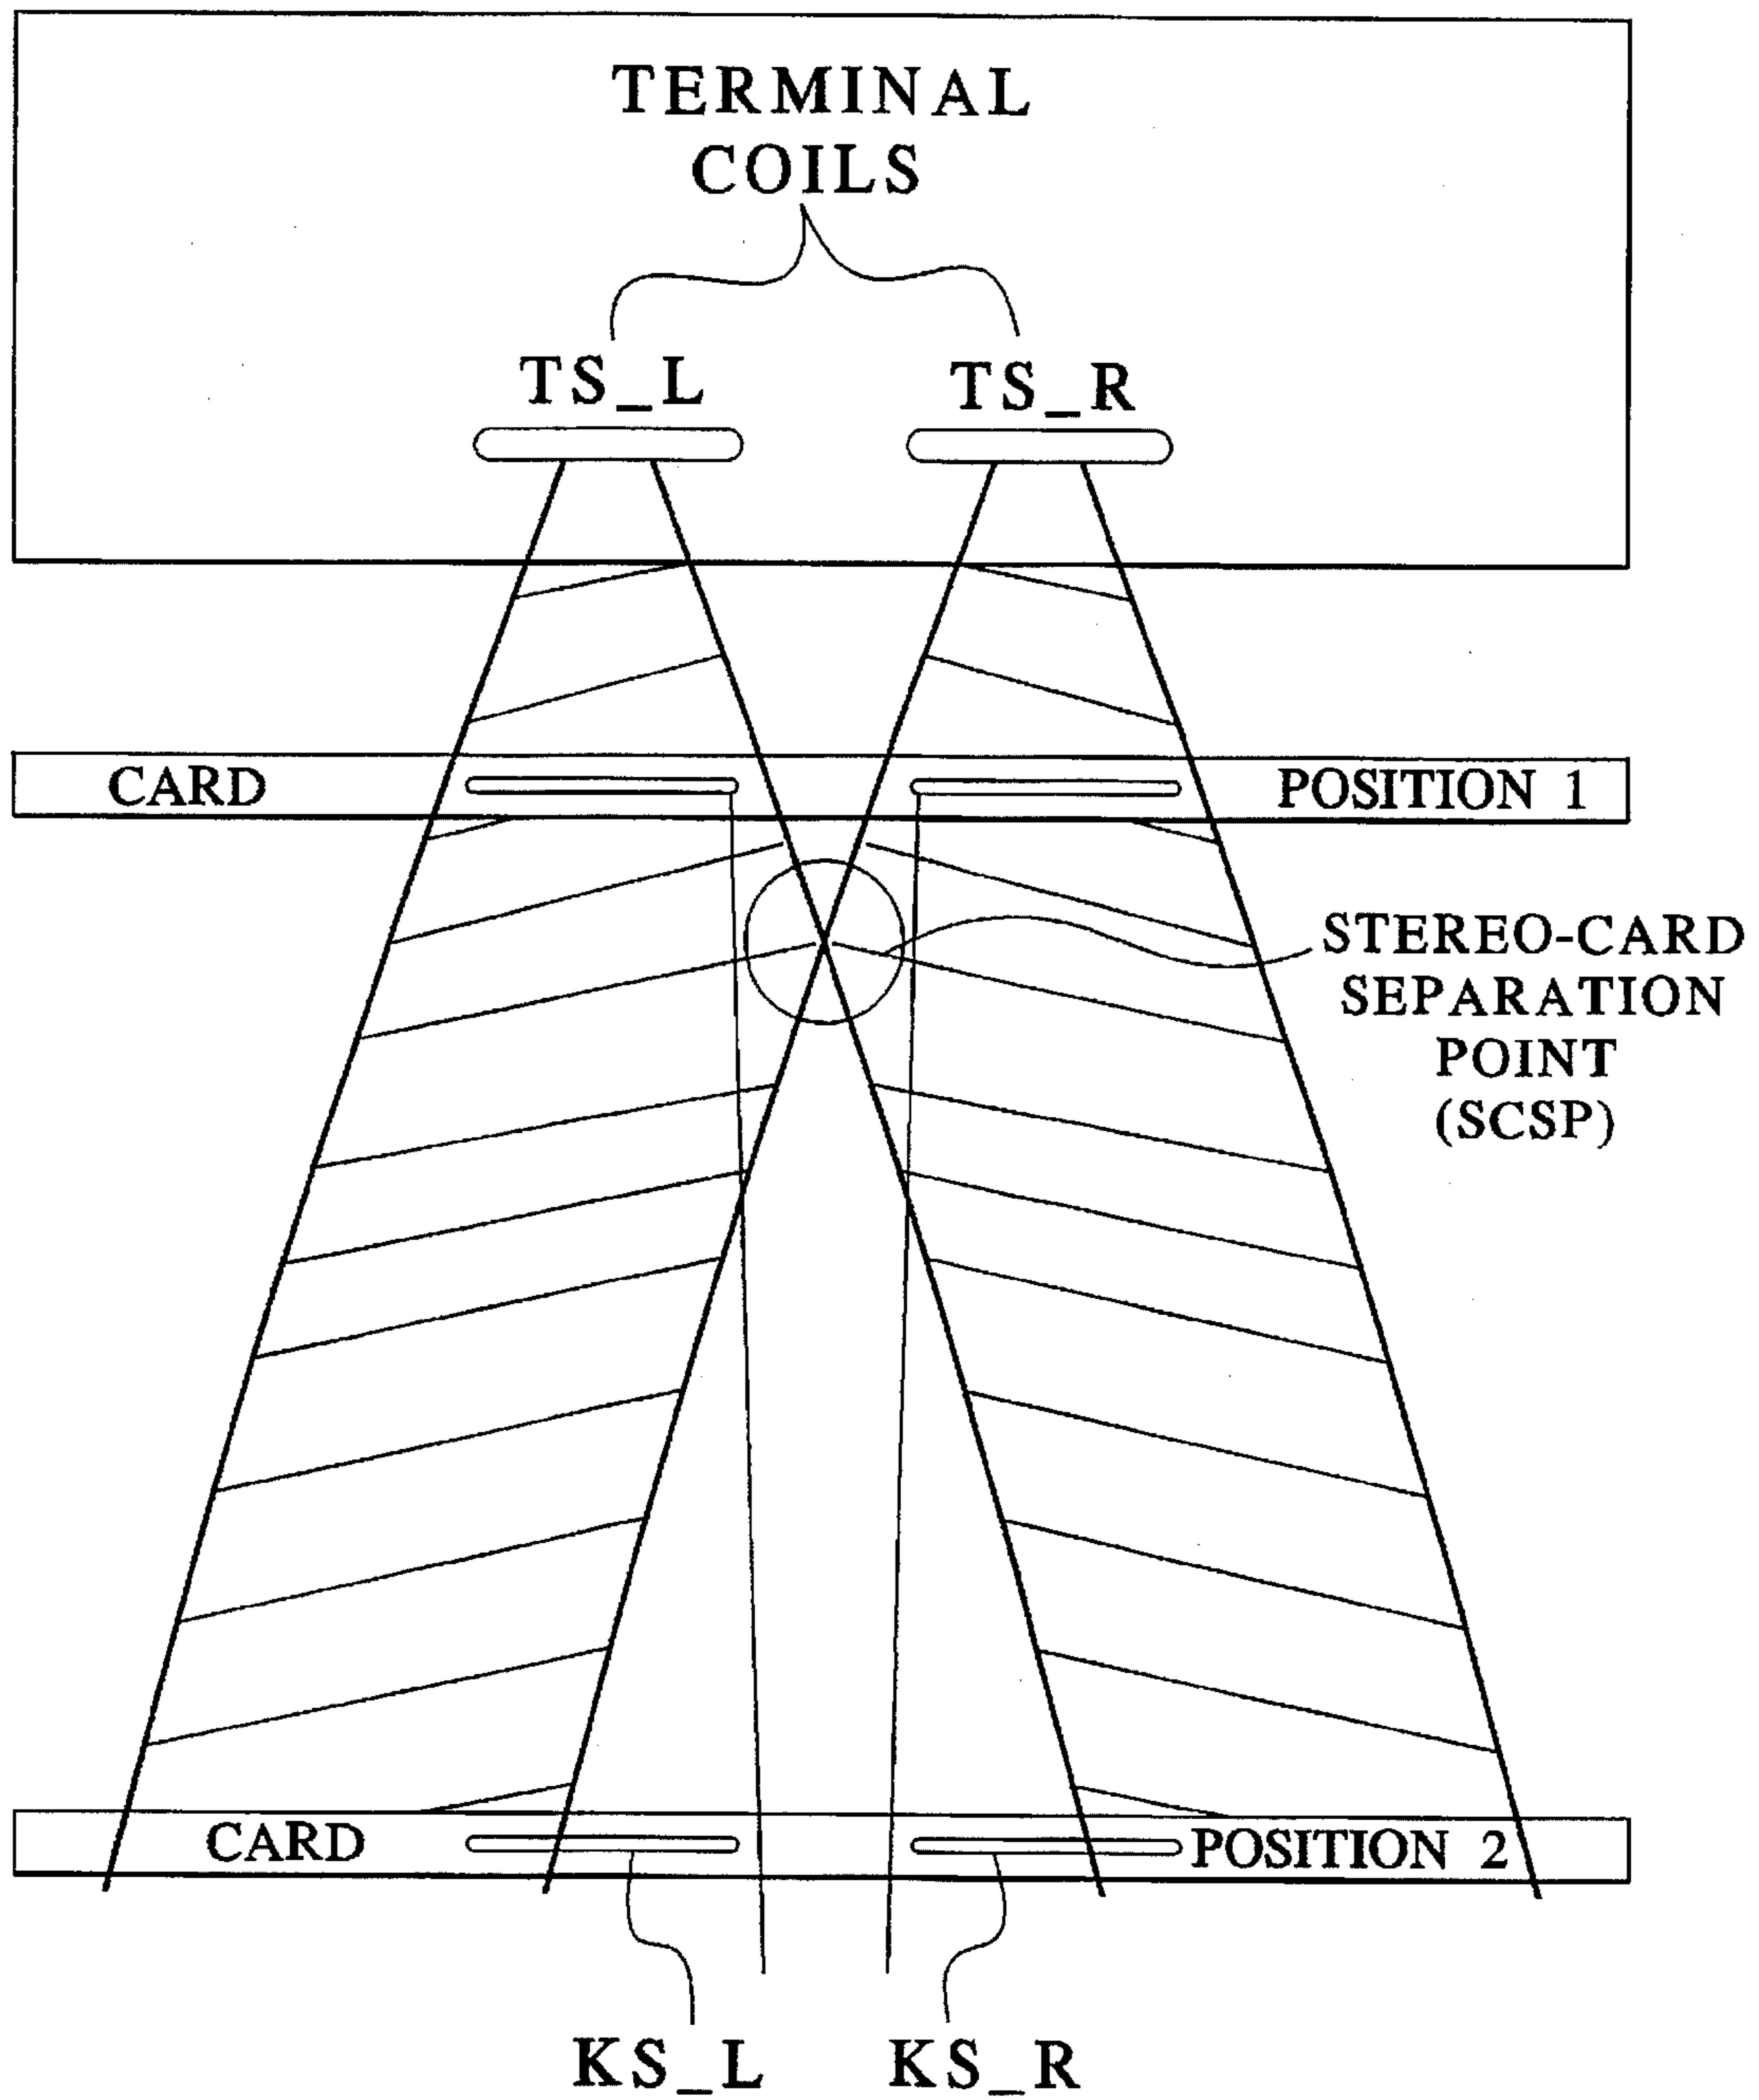 TERMINAL
COILS
TS_L
TS_R
CARD
POSITION 1
STEREO-CARD
SEPARATION
POINT
(SCSP)
CARD
POSITION 2
KS_L
KS_R